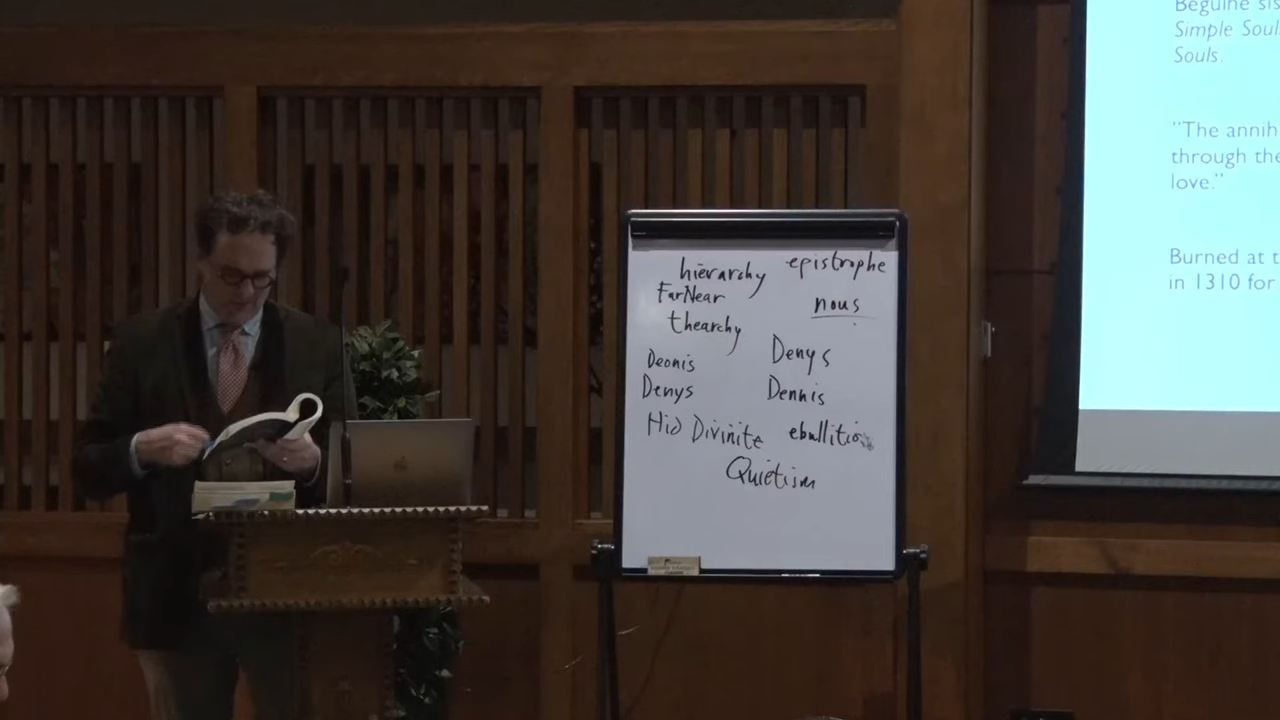 hierarchy epistrophe
FarNear
nous
thearchy
Deonis Denys
Denys Dennis
Hid Divinite ebullitio
Quietism
Beguine sis
Simple Soul
Souls.
"The annih
through the
love."
Burned at t
in 1310 for